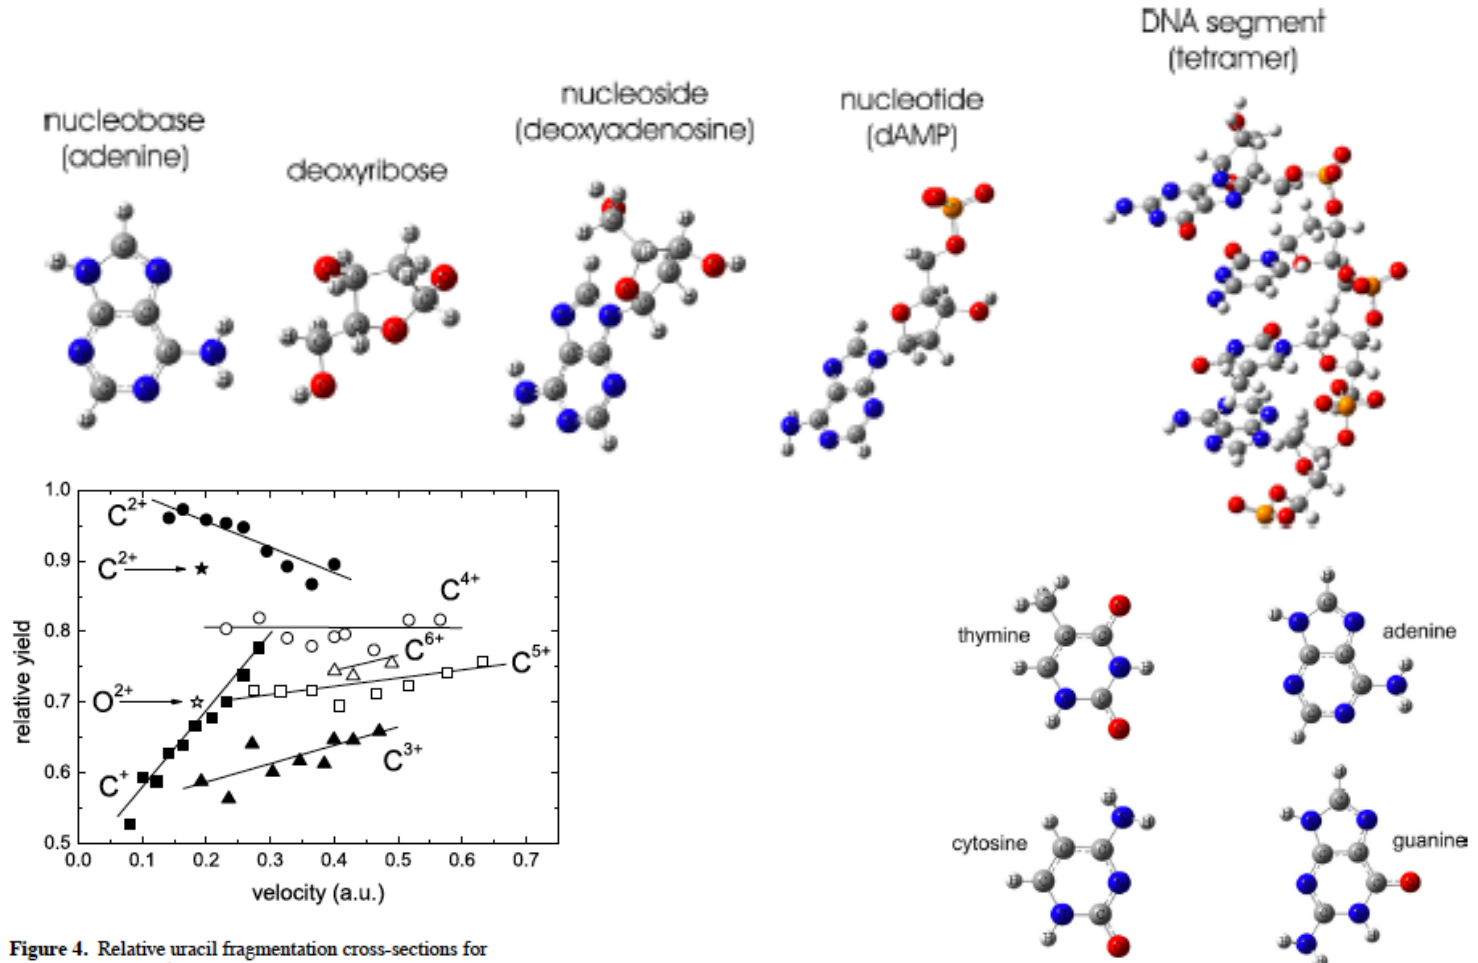 DNA segment
(tetramer)
nucleoside
(deoxyadenosine)
nucleotide
(dAMP)
nucleobase
(adenine)
deoxyribose
1.0
0.9
0.8
0.7
0.6
0.5
0.0
0.1
0.2
0.3
0.4
0.5
0.6
0.7
relative yield
velocity (a.u.)
C2+
C2+
C4+
C6+
C5+
O2+
C3+
C+
thymine
adenine
cytosine
guanine
Figure 4. Relative uracil fragmentation cross-sections for